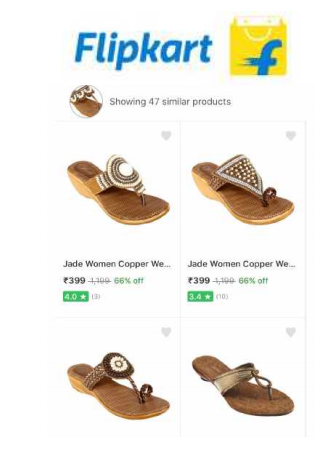 Flipkart
f
Showing 47 similar products
Jade Women Copper We...
₹399 1,199 66% off
4.0 ★ (3)
Jade Women Copper We...
₹399 1,199 66% off
3.4 ★ (10)